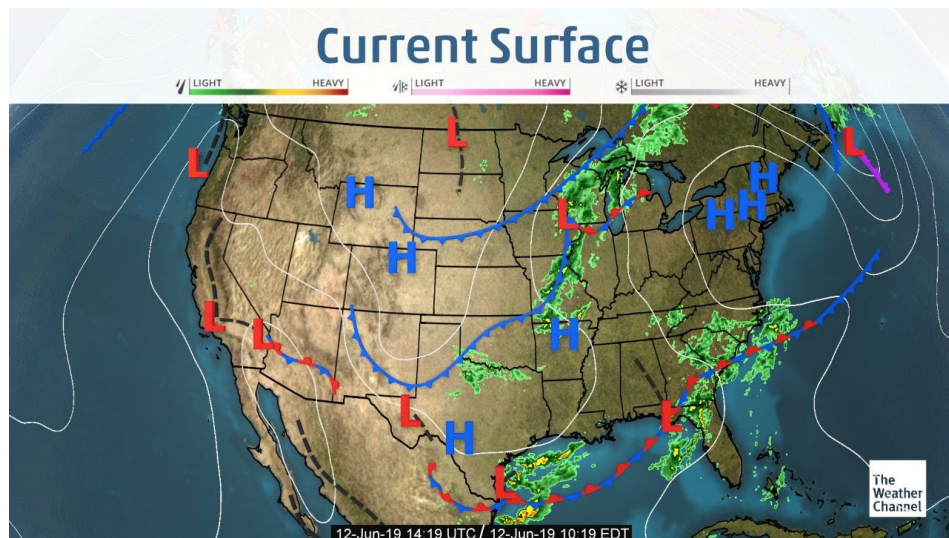 Current Surface
LIGHT HEAVY LIGHT HEAVY LIGHT HEAVY
L
L
H
H
H
H
L
H
L
L
H
L
L
H
L
The
Weather
Channel
12-Jun-19 14:19 UTC / 12-Jun-19 10:19 EDT